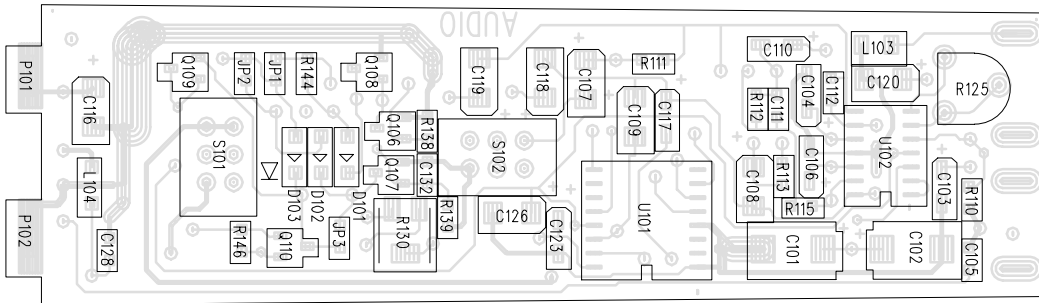 AUDIO
P101
C116
Q109
JP2
JP1
R144
Q108
C119
C118
C107
R111
C110
L103
C104
C112
C120
R125
R112
C111
S101
Q106
R138
S102
C109
C117
U102
Q107
C132
C106
R113
C108
R115
C103
R110
L104
D103
D102
D101
R139
C126
C123
U101
P102
C128
R146
Q110
JP3
R130
C101
C102
C105